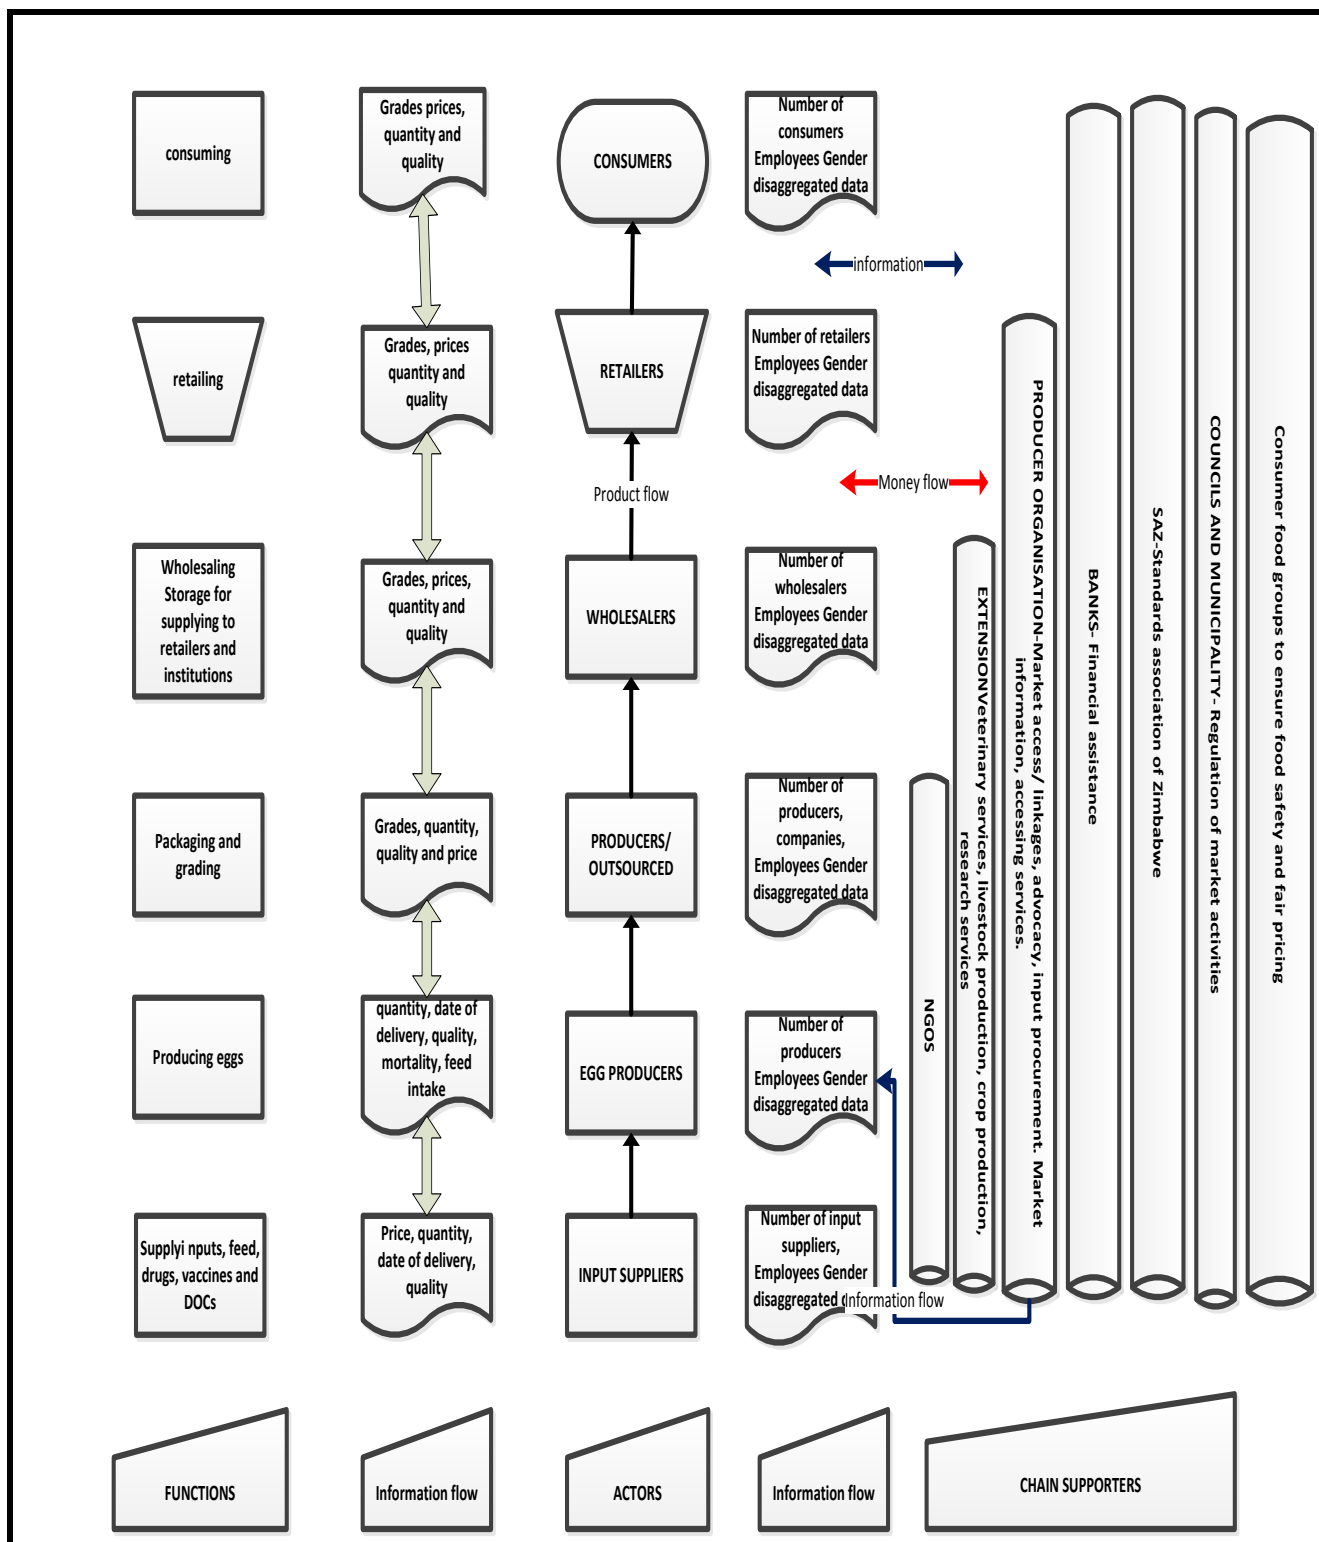 consuming
Grades prices,
quantity and
quality
CONSUMERS
Number of
consumers
Employees Gender
disaggregated data
information
retailing
Grades, prices
quantity and
quality
RETAILERS
Number of retailers
Employees Gender
disaggregated data
Product flow
Money flow
Wholesaling
Storage for
supplying to
retailers and
institutions
Grades, prices,
quantity and
quality
WHOLESALERS
Number of
wholesalers
Employees Gender
disaggregated data
Packaging and
grading
Grades, quantity,
quality and price
PRODUCERS/
OUTSOURCED
Number of
producers,
companies,
Employees Gender
disaggregated data
Producing eggs
quantity, date of
delivery, quality,
mortality, feed
intake
EGG PRODUCERS
Number of
producers
Employees Gender
disaggregated data
Supplyi nputs, feed,
drugs, vaccines and
DOCs
Price, quantity,
date of delivery,
quality
INPUT SUPPLIERS
Number of input
suppliers,
Employees Gender
disaggregated
Information flow
NGOS
EXTENSIONVeterinary services, livestock production, crop production,
research services
PRODUCER ORGANISATION-Market access/ linkages, advocacy, input procurement. Market
information, accessing services.
BANKS- Financial assistance
SAZ-Standards association of Zimbabwe
COUNCILS AND MUNICIPALITY- Regulation of market activities
Consumer food groups to ensure food safety and fair pricing
FUNCTIONS
Information flow
ACTORS
Information flow
CHAIN SUPPORTERS